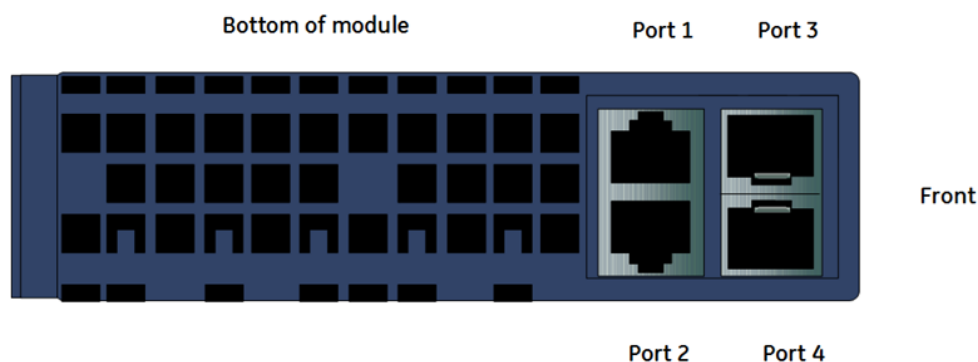 Bottom of module
Port 1
Port 3
Front
Port 2
Port 4